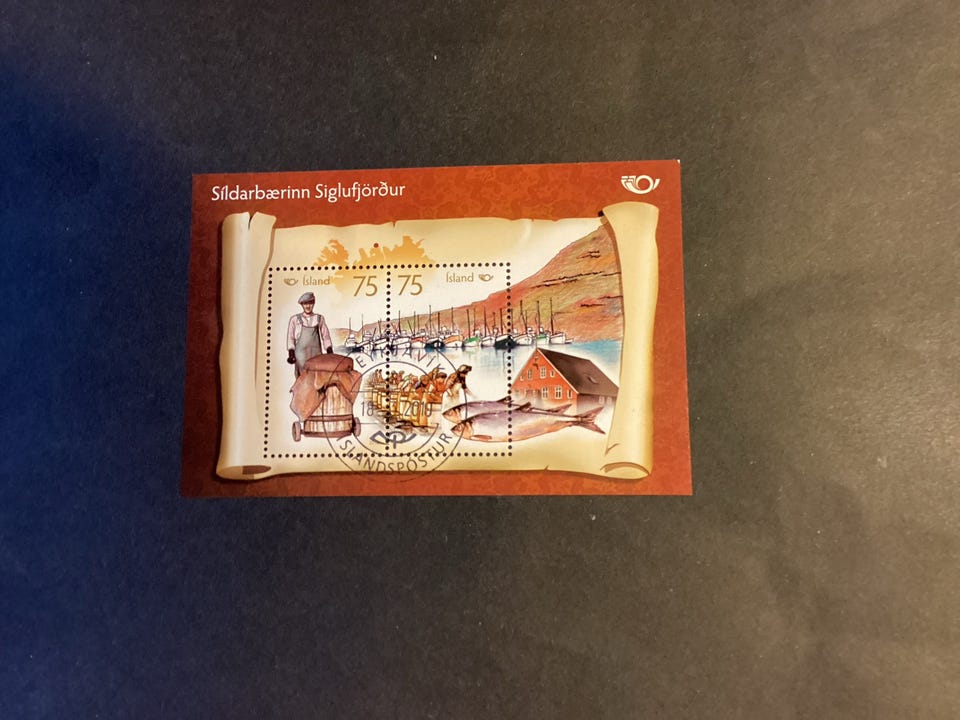 Síldarbærinn Siglufjörður
Ísland 75
75 Ísland
ÍSLANDSPÓSTUR